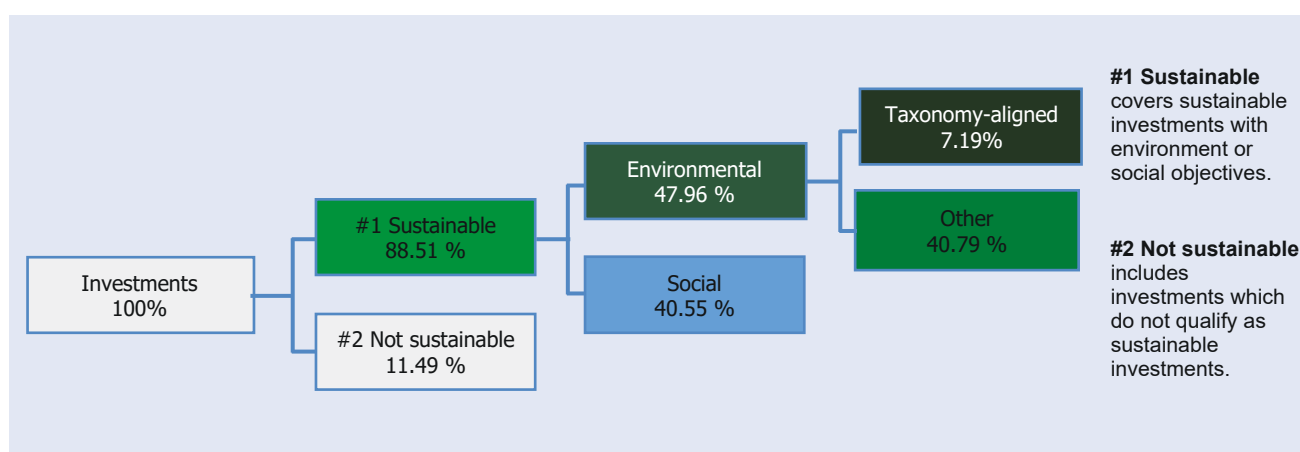 Investments
100%
#1 Sustainable
88.51 %
#2 Not sustainable
11.49 %
Environmental
47.96 %
Social
40.55 %
Taxonomy-aligned
7.19%
Other
40.79 %
#1 Sustainable
covers sustainable
investments with
environment or
social objectives.
#2 Not sustainable
includes
investments which
do not qualify as
sustainable
investments.